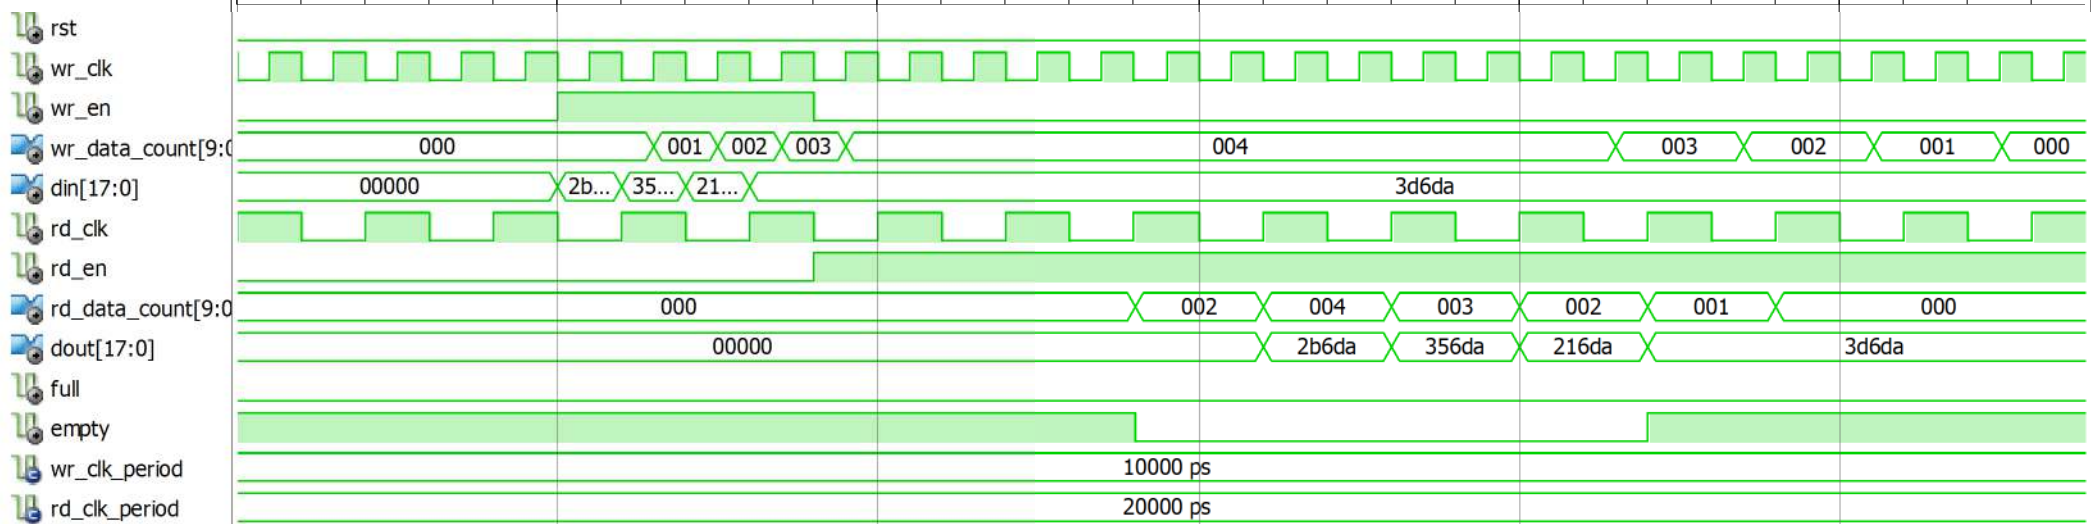 rst
wr_clk
wr_en
wr_data_count[9:0 000 001 002 003 004 003 002 001 000
din[17:0] 00000 2b... 35... 21... 3d6da
rd_clk
rd_en
rd_data_count[9:0 000 002 004 003 002 001 000
dout[17:0] 00000 2b6da 356da 216da 3d6da
full
empty
wr_clk_period 10000 ps
rd_clk_period 20000 ps